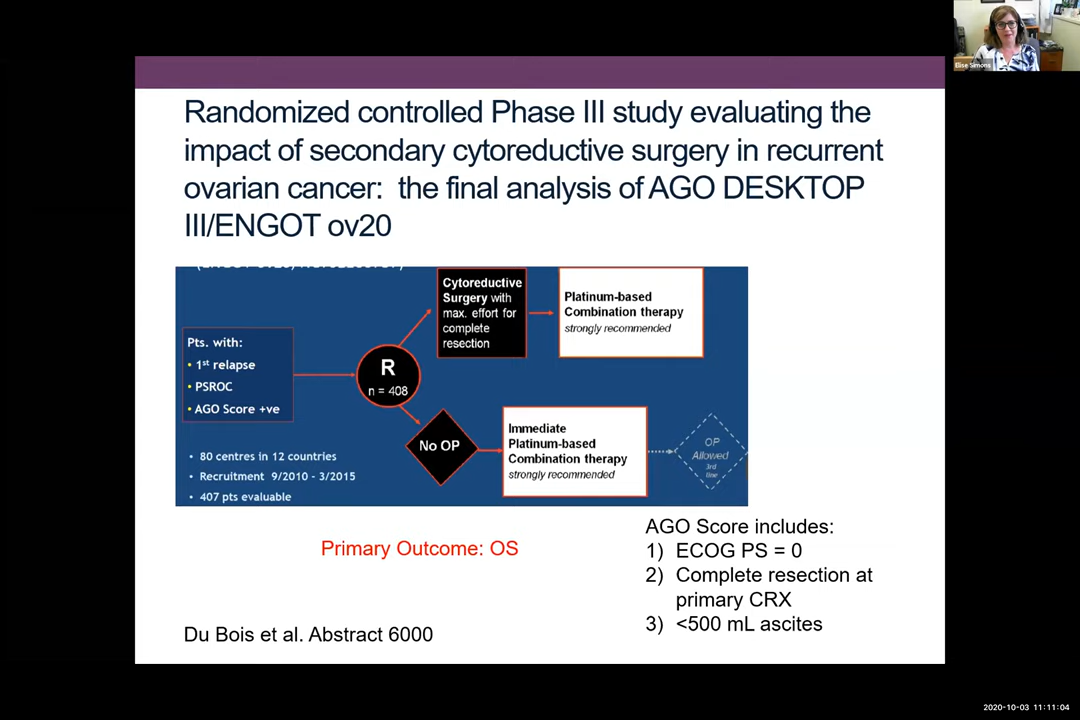 Elise Simons
Randomized controlled Phase III study evaluating the
impact of secondary cytoreductive surgery in recurrent
ovarian cancer: the final analysis of AGO DESKTOP
III/ENGOT ov20
Pts. with:
• 1st relapse
• PSROC
• AGO Score +ve
R
n = 408
Cytoreductive
Surgery with
max. effort for
complete
resection
Platinum-based
Combination therapy
strongly recommended
No OP
Immediate
Platinum-based
Combination therapy
strongly recommended
OP
Allowed
3rd
line
• 80 centres in 12 countries
• Recruitment 9/2010 - 3/2015
• 407 pts evaluable
Primary Outcome: OS
AGO Score includes:
1) ECOG PS = 0
2) Complete resection at
primary CRX
3) <500 mL ascites
Du Bois et al. Abstract 6000
2020-10-03 11:11:04